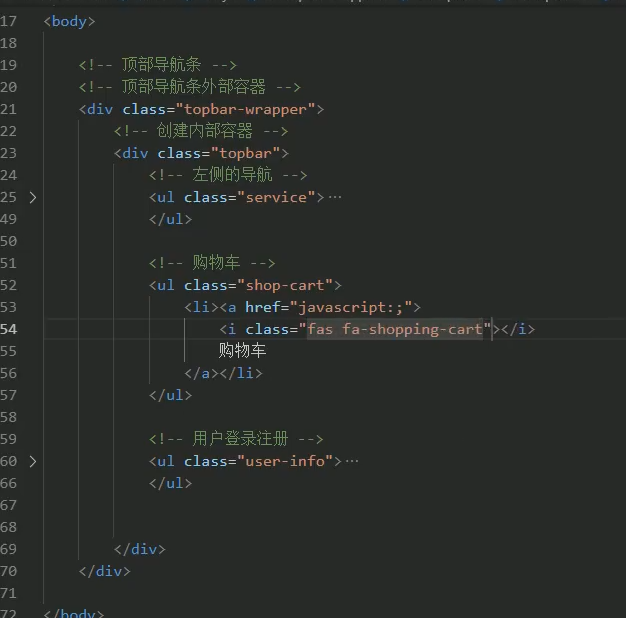 17 <body>
18
19 <!-- 顶部导航条 -->
20 <!-- 顶部导航条外部容器 -->
21 <div class="topbar-wrapper">
22 <!-- 创建内部容器 -->
23 <div class="topbar">
24 <!-- 左侧的导航 -->
25 <ul class="service">…
49 </ul>
50
51 <!-- 购物车 -->
52 <ul class="shop-cart">
53 <li><a href="javascript:;">
54 <i class="fas fa-shopping-cart"></i>
55 购物车
56 </a></li>
57 </ul>
58
59 <!-- 用户登录注册 -->
60 <ul class="user-info">…
66 </ul>
67
68
69 </div>
70 </div>
71
72 </body>